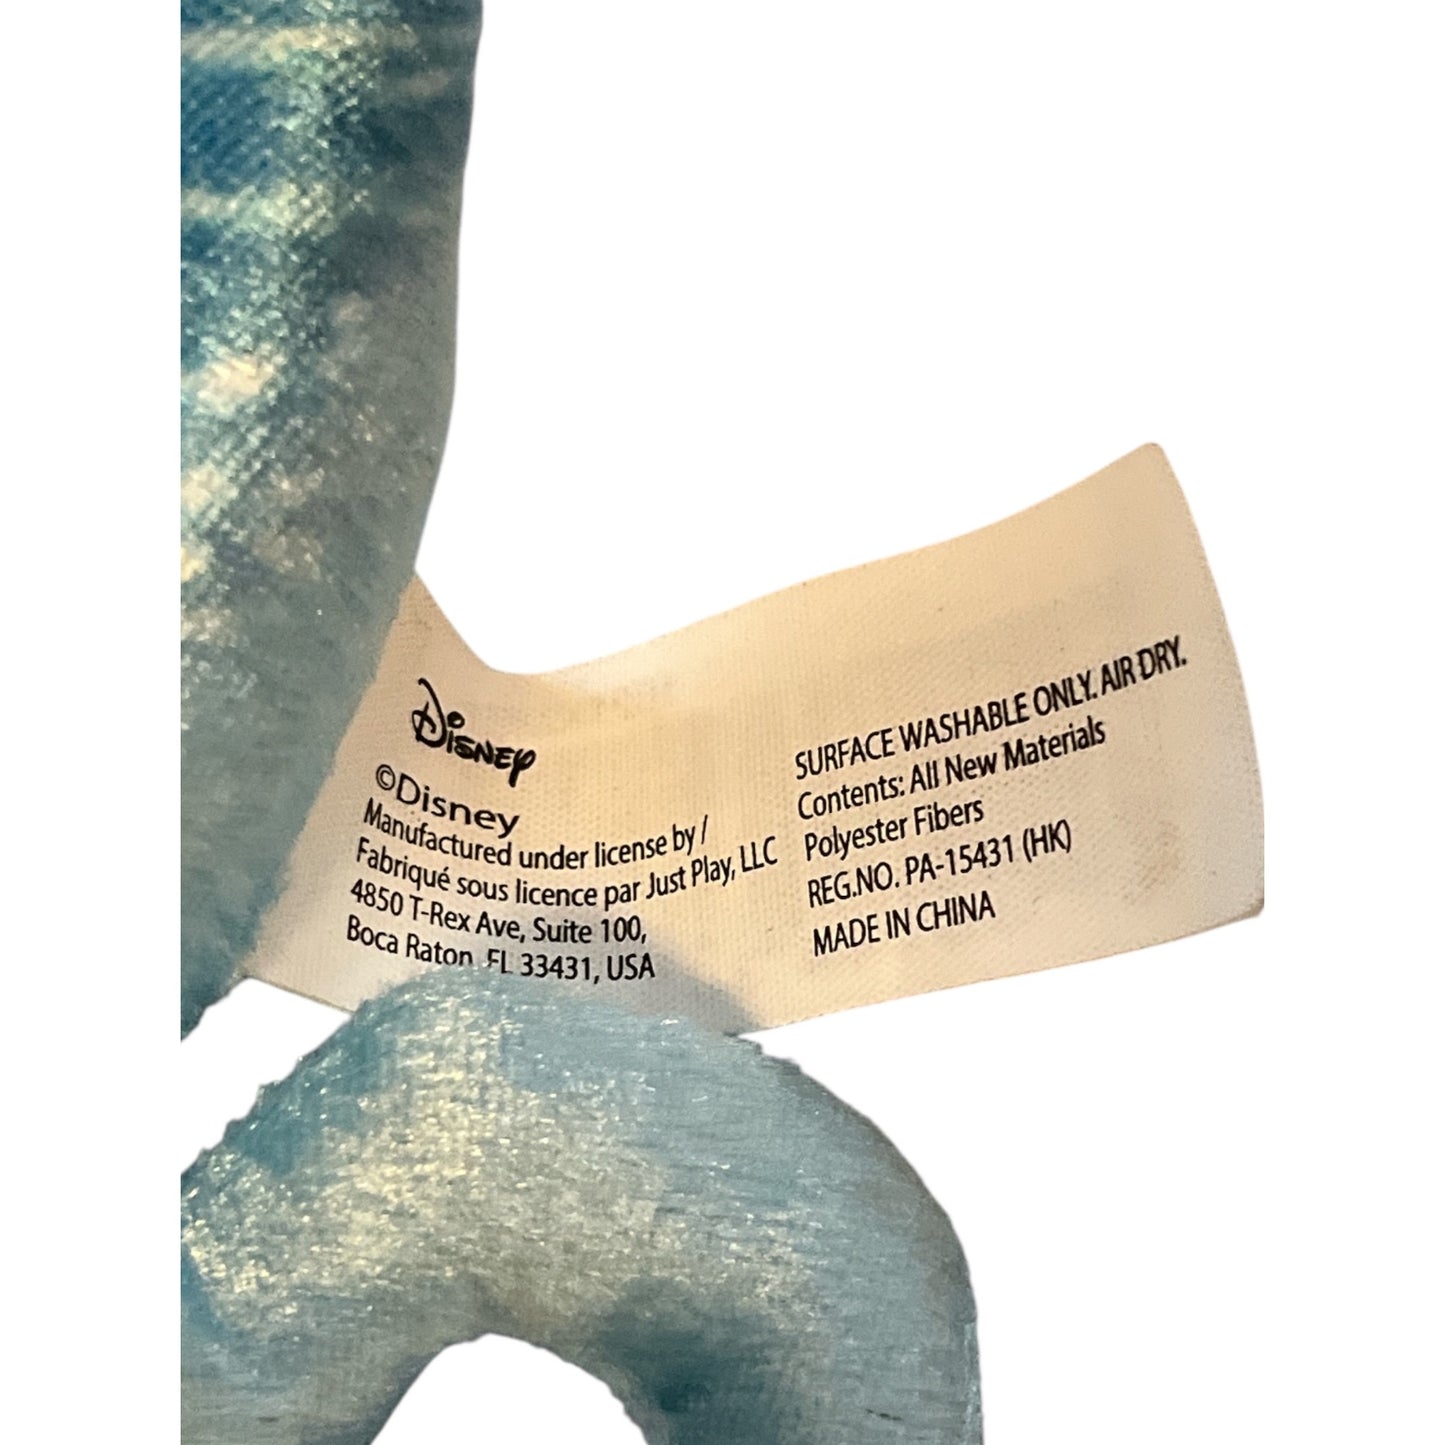 Disney
©Disney
Manufactured under license by /
Fabriqué sous licence par Just Play, LLC
4850 T-Rex Ave, Suite 100,
Boca Raton, FL 33431, USA
SURFACE WASHABLE ONLY. AIR DRY.
Contents: All New Materials
Polyester Fibers
REG.NO. PA-15431 (HK)
MADE IN CHINA